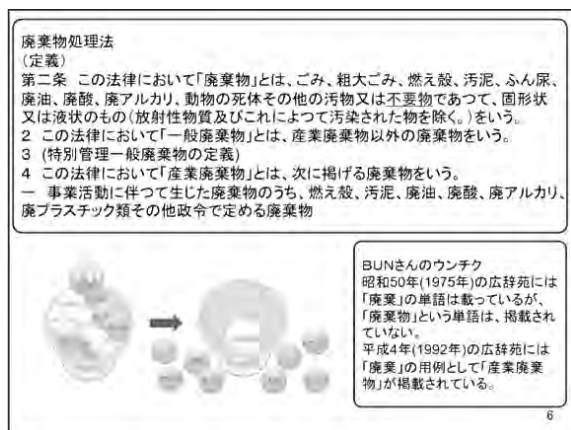 廃棄物処理法
(定義)
第二条 この法律において「廃棄物」とは、ごみ、粗大ごみ、燃え殻、汚泥、ふん尿、
廃油、廃酸、廃アルカリ、動物の死体その他の汚物又は不要物であつて、固形状
又は液状のもの(放射性物質及びこれによつて汚染された物を除く。)をいう。
2 この法律において「一般廃棄物」とは、産業廃棄物以外の廃棄物をいう。
3 (特別管理一般廃棄物の定義)
4 この法律において「産業廃棄物」とは、次に掲げる廃棄物をいう。
一 事業活動に伴つて生じた廃棄物のうち、燃え殻、汚泥、廃油、廃酸、廃アルカリ、
廃プラスチック類その他政令で定める廃棄物
BUNさんのウンチク
昭和50年(1975年)の広辞苑には
「廃棄」の単語は載っているが、
「廃棄物」という単語は、掲載され
ていない。
平成4年(1992年)の広辞苑には
「廃棄」の用例として「産業廃棄
物」が掲載されている。
6